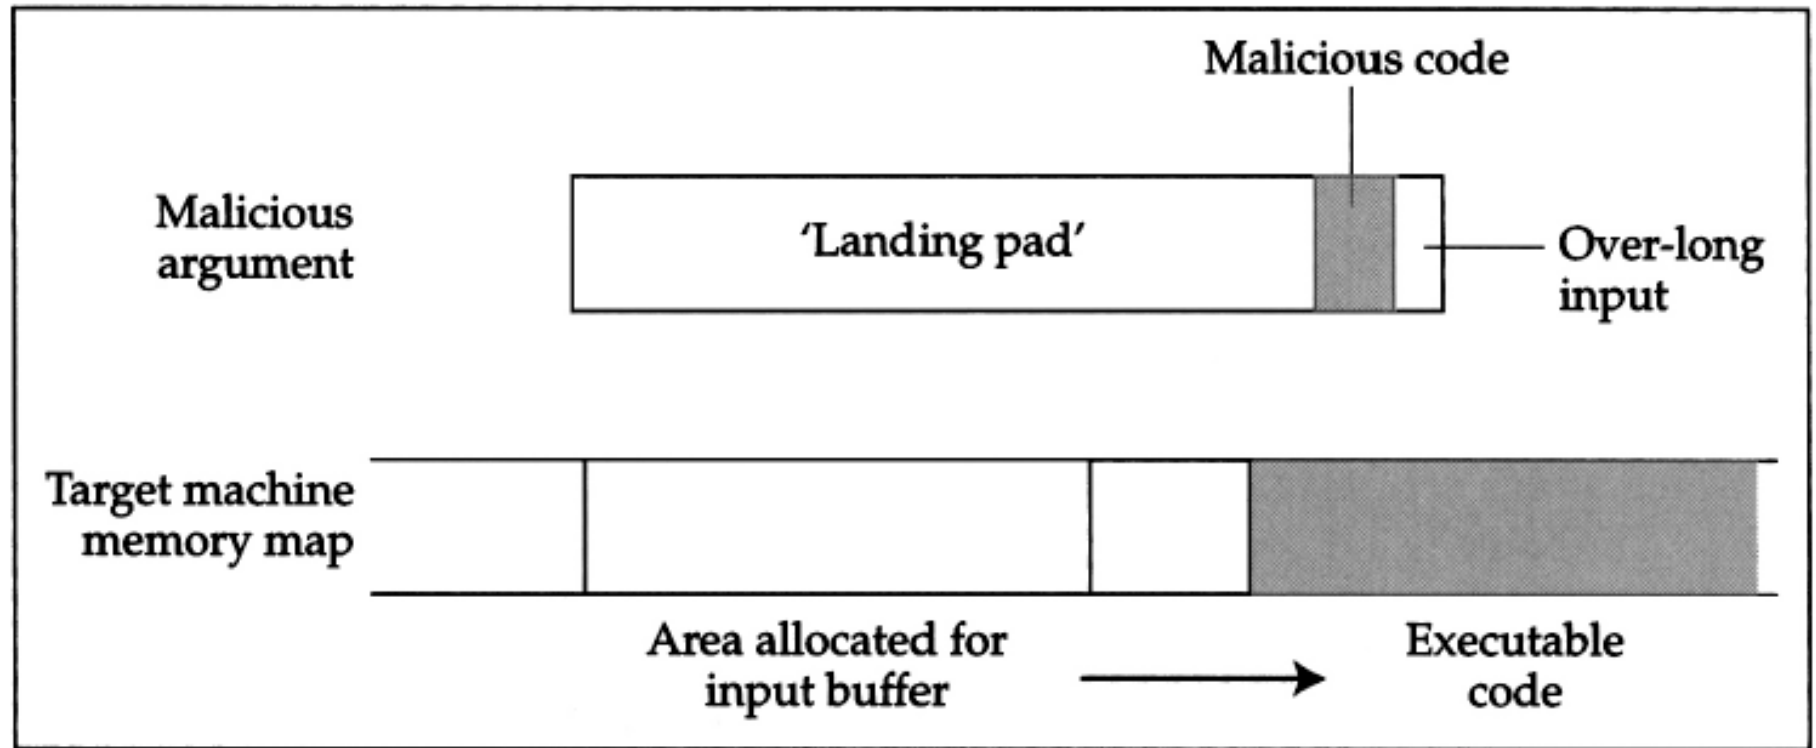 Malicious code
Malicious
argument
‘Landing pad’
Over-long
input
Target machine
memory map
Area allocated for
input buffer
Executable
code